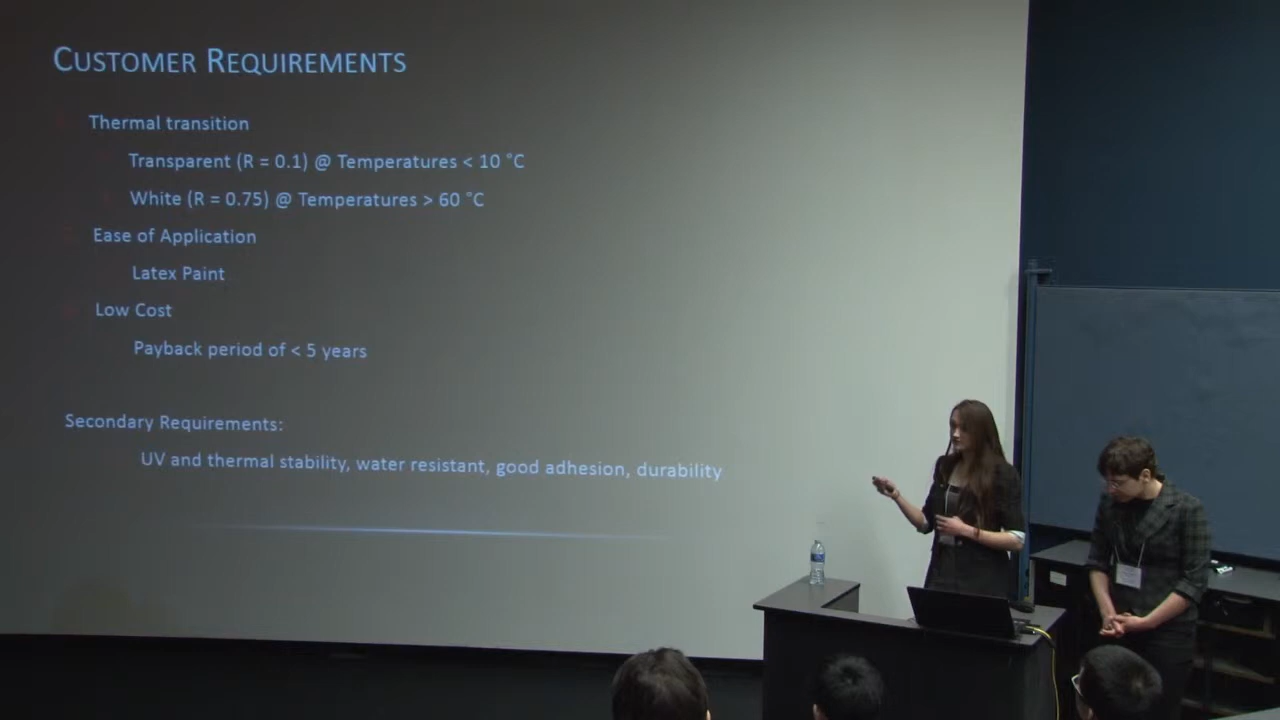 CUSTOMER REQUIREMENTS
Thermal transition
Transparent (R = 0.1) @ Temperatures < 10 °C
White (R = 0.75) @ Temperatures > 60 °C
Ease of Application
Latex Paint
Low Cost
Payback period of < 5 years
Secondary Requirements:
UV and thermal stability, water resistant, good adhesion, durability